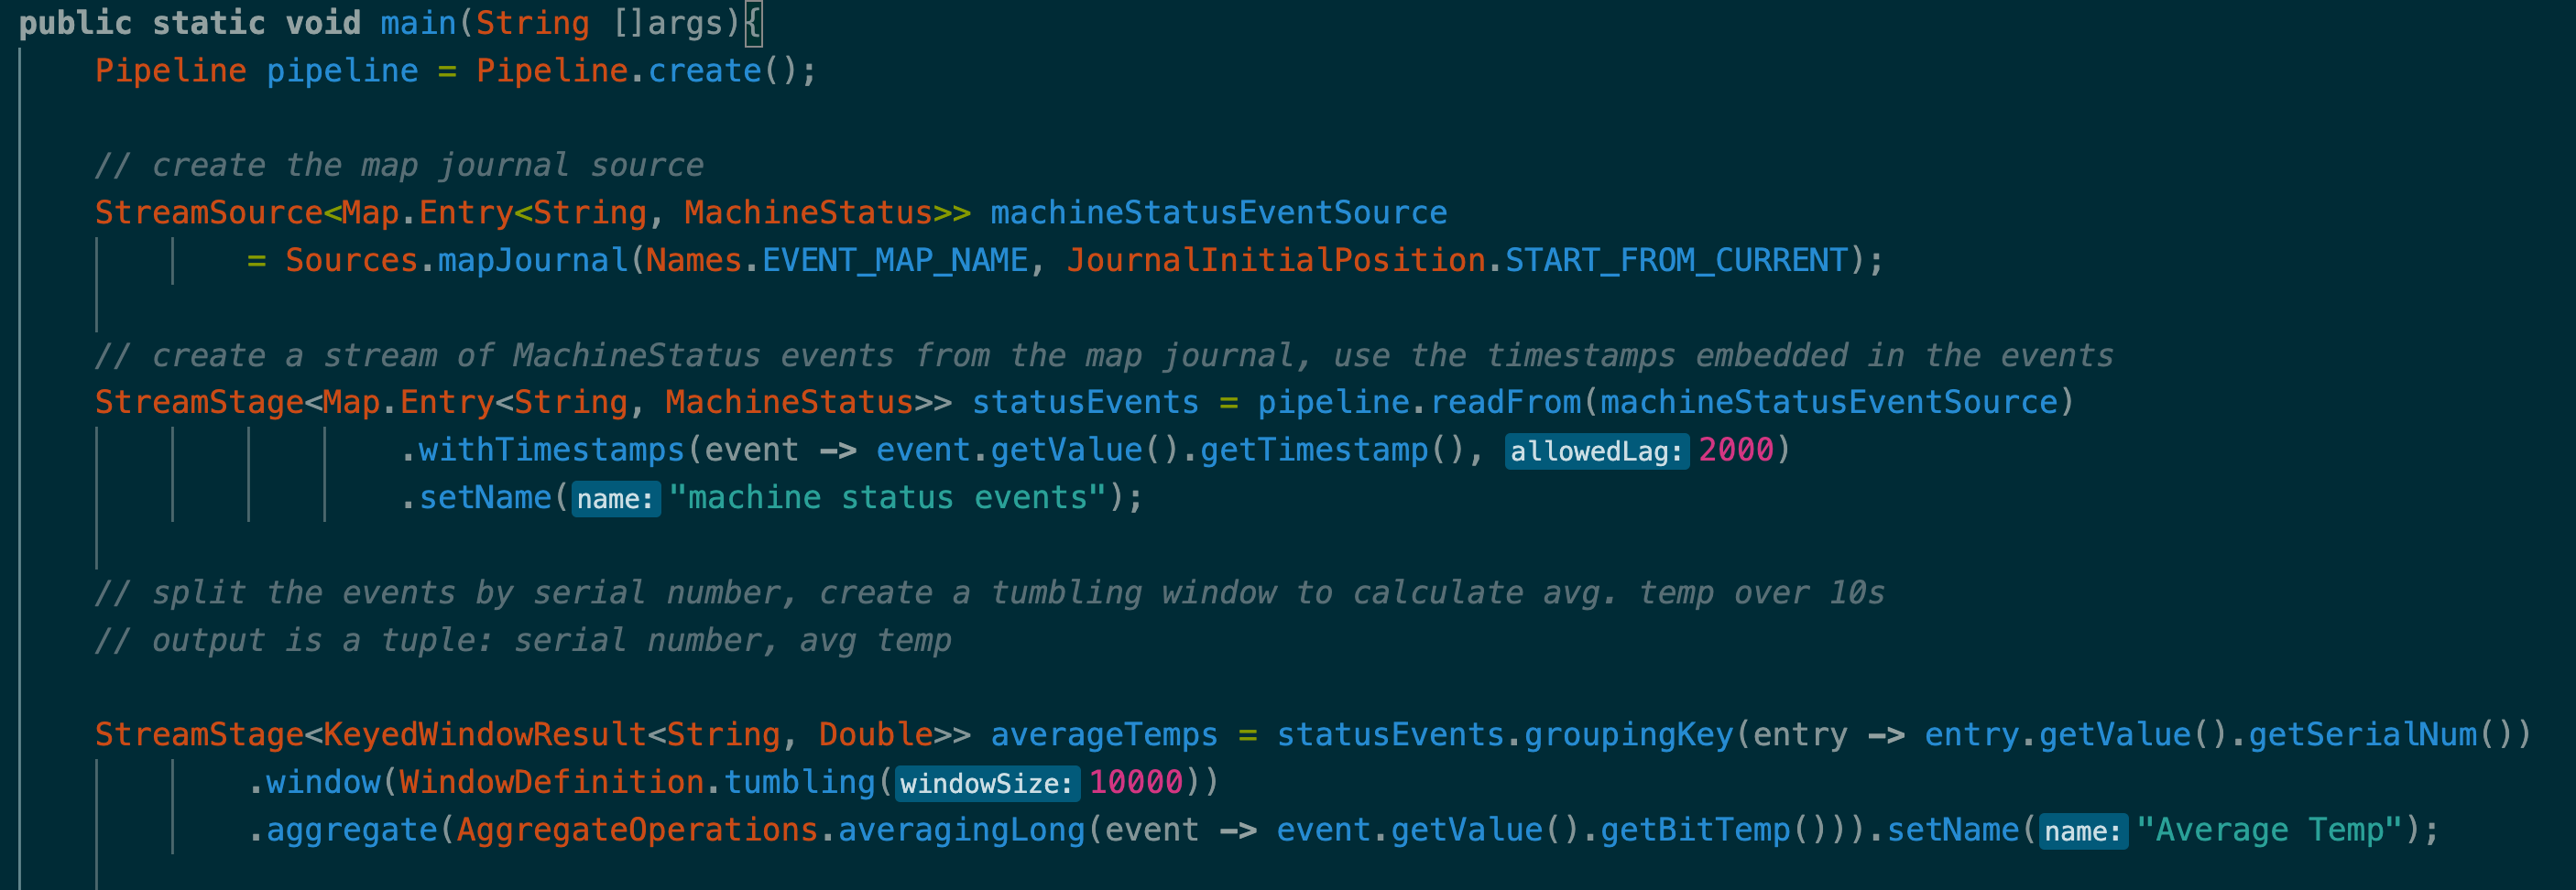 public static void main(String []args){
Pipeline pipeline = Pipeline.create();
// create the map journal source
StreamSource<Map.Entry<String, MachineStatus>> machineStatusEventSource
= Sources.mapJournal(Names.EVENT_MAP_NAME, JournalInitialPosition.START_FROM_CURRENT);
// create a stream of MachineStatus events from the map journal, use the timestamps embedded in the events
StreamStage<Map.Entry<String, MachineStatus>> statusEvents = pipeline.readFrom(machineStatusEventSource)
.withTimestamps(event -> event.getValue().getTimestamp(), allowedLag: 2000)
.setName(name: "machine status events");
// split the events by serial number, create a tumbling window to calculate avg. temp over 10s
// output is a tuple: serial number, avg temp
StreamStage<KeyedWindowResult<String, Double>> averageTemps = statusEvents.groupingKey(entry -> entry.getValue().getSerialNum())
.window(WindowDefinition.tumbling(windowSize: 10000))
.aggregate(AggregateOperations.averagingLong(event -> event.getValue().getBitTemp())).setName(name: "Average Temp");